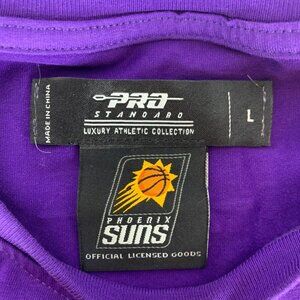 MADE IN CHINA
PRO
STANDARD
LUXURY ATHLETIC COLLECTION
L
PHOENIX
SUNS
OFFICIAL LICENSED GOODS